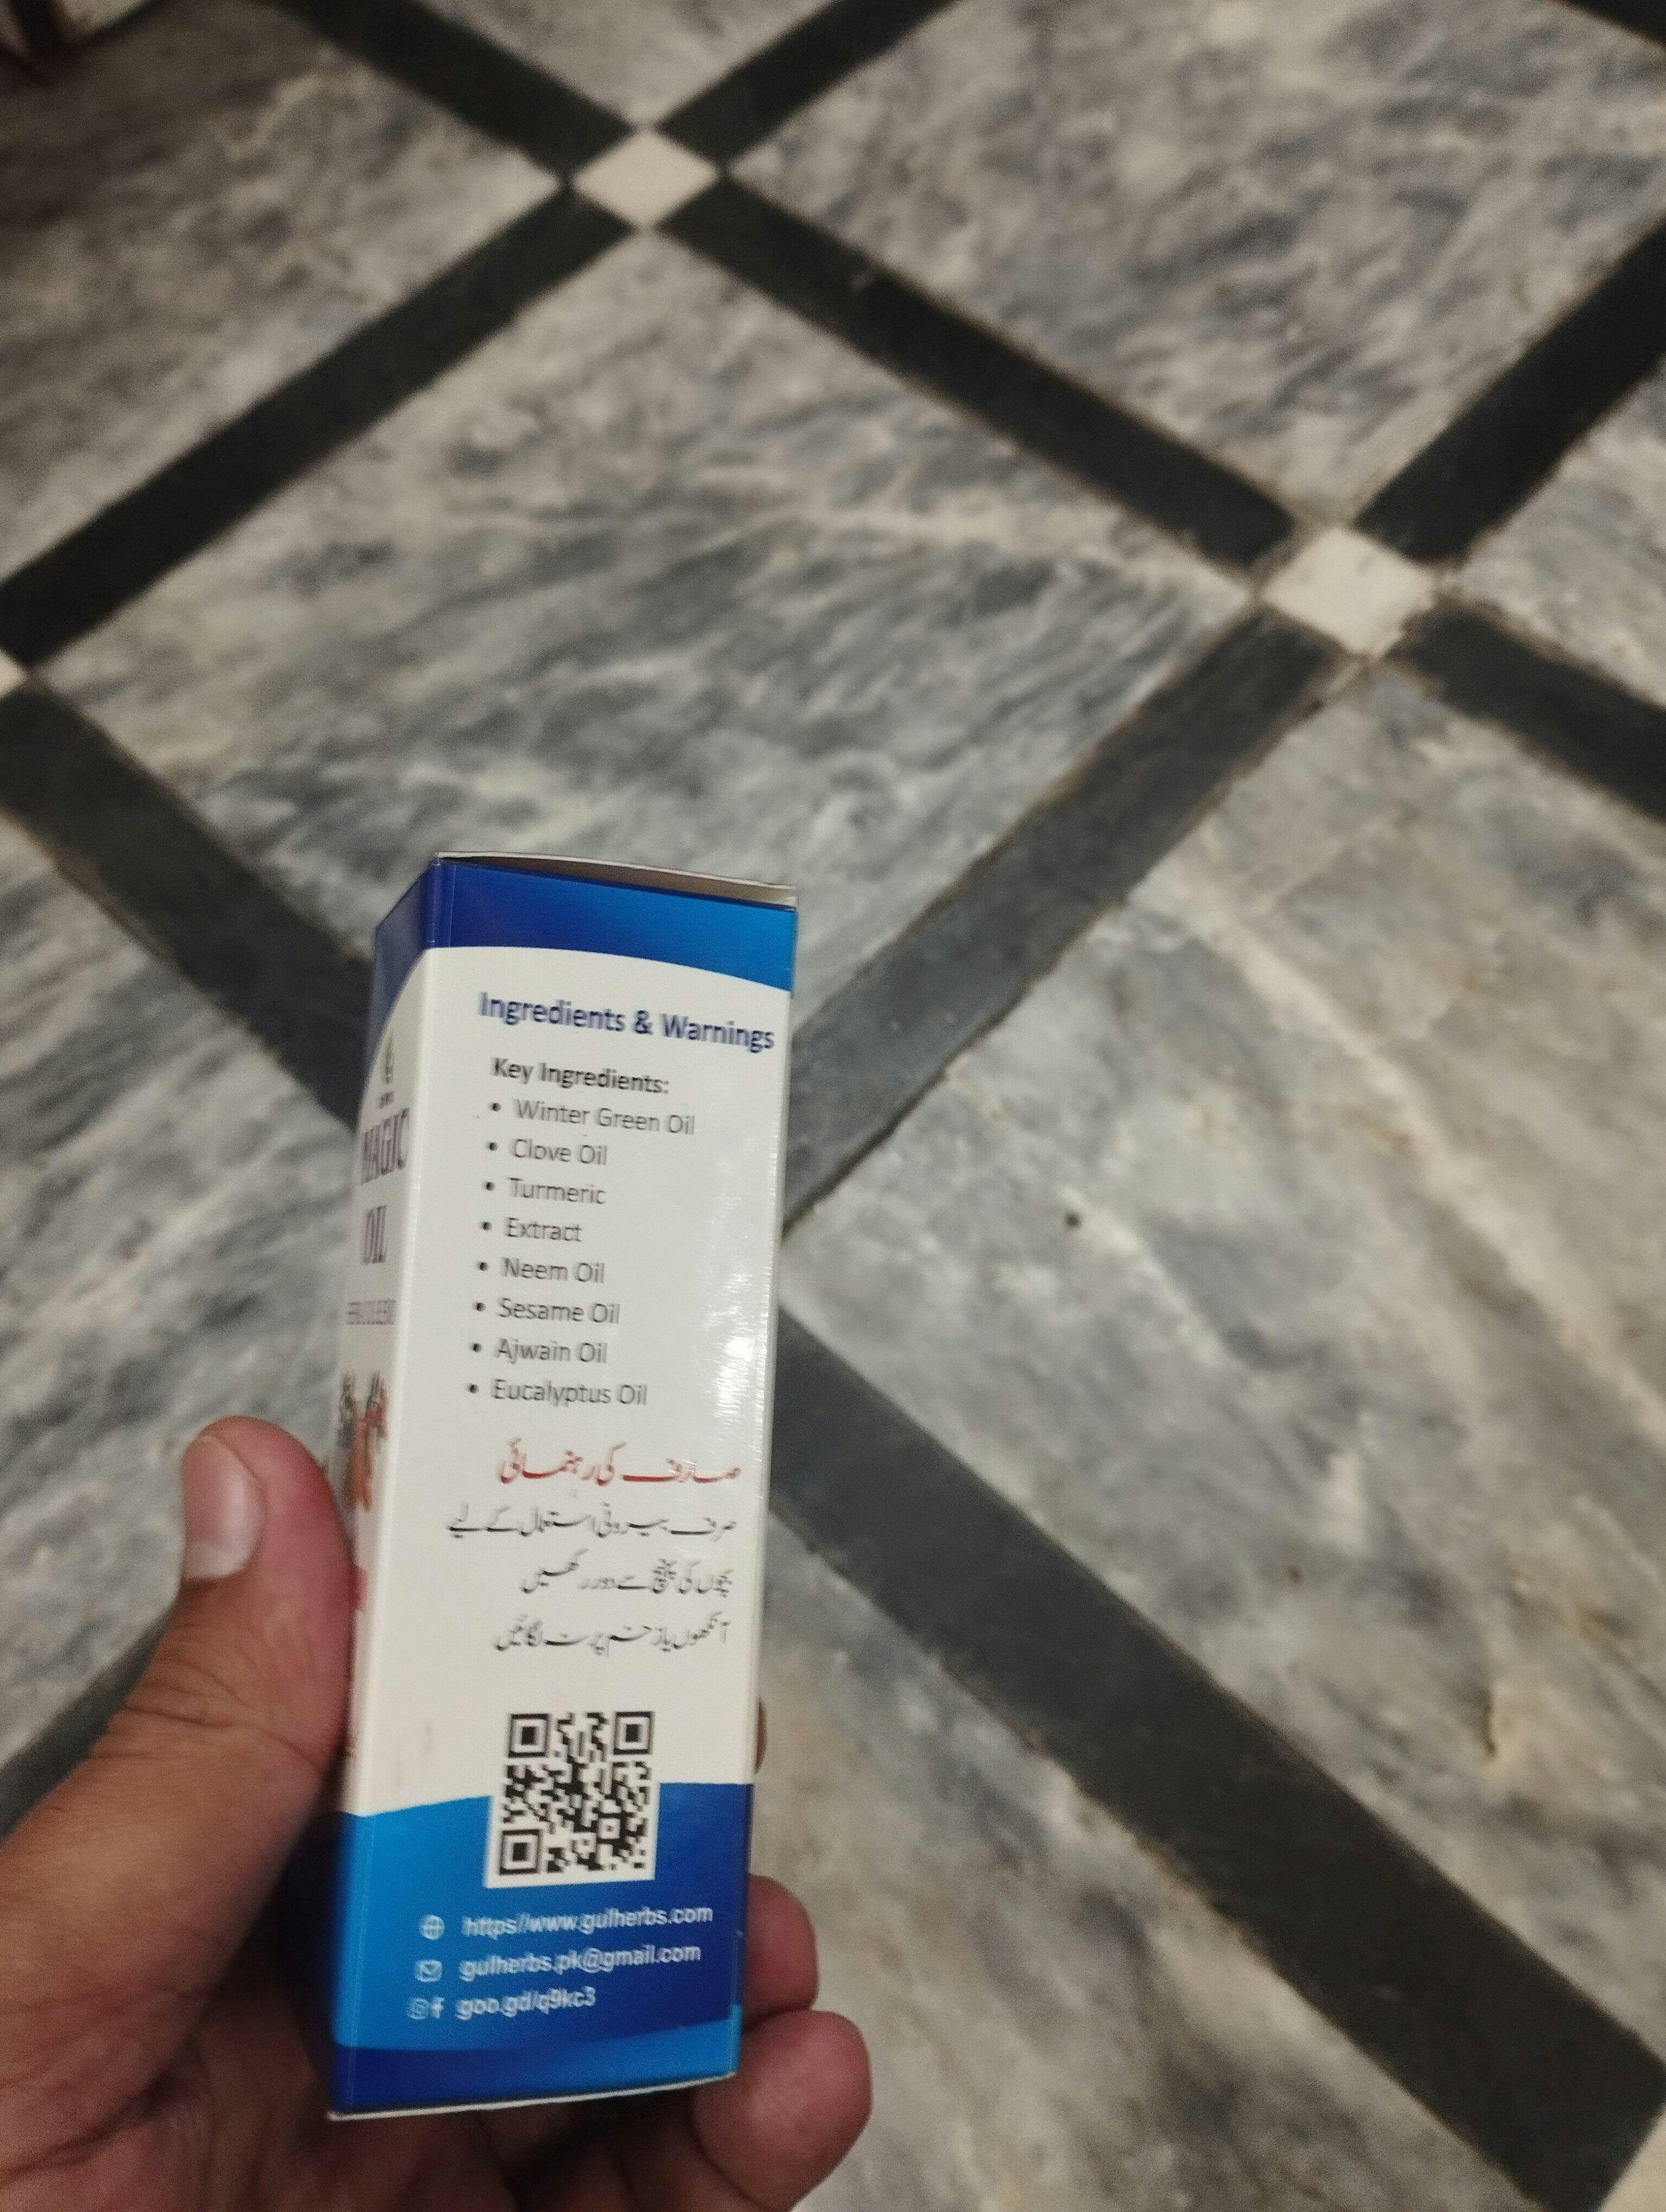 MAGIC
OIL
Ingredients & Warnings
Key Ingredients:
• Winter Green Oil
• Clove Oil
• Turmeric
• Extract
• Neem Oil
• Sesame Oil
• Ajwain Oil
• Eucalyptus Oil
صارف کی رہنمائی
صرف بیرونی استعمال کے لیے
بچوں کی پہنچ سے دور رکھیں
آنکھوں یا زخم پر نہ لگائیں
https//www.gulherbs.com
gulherbs.pk@gmail.com
goo.gd/q9kc3